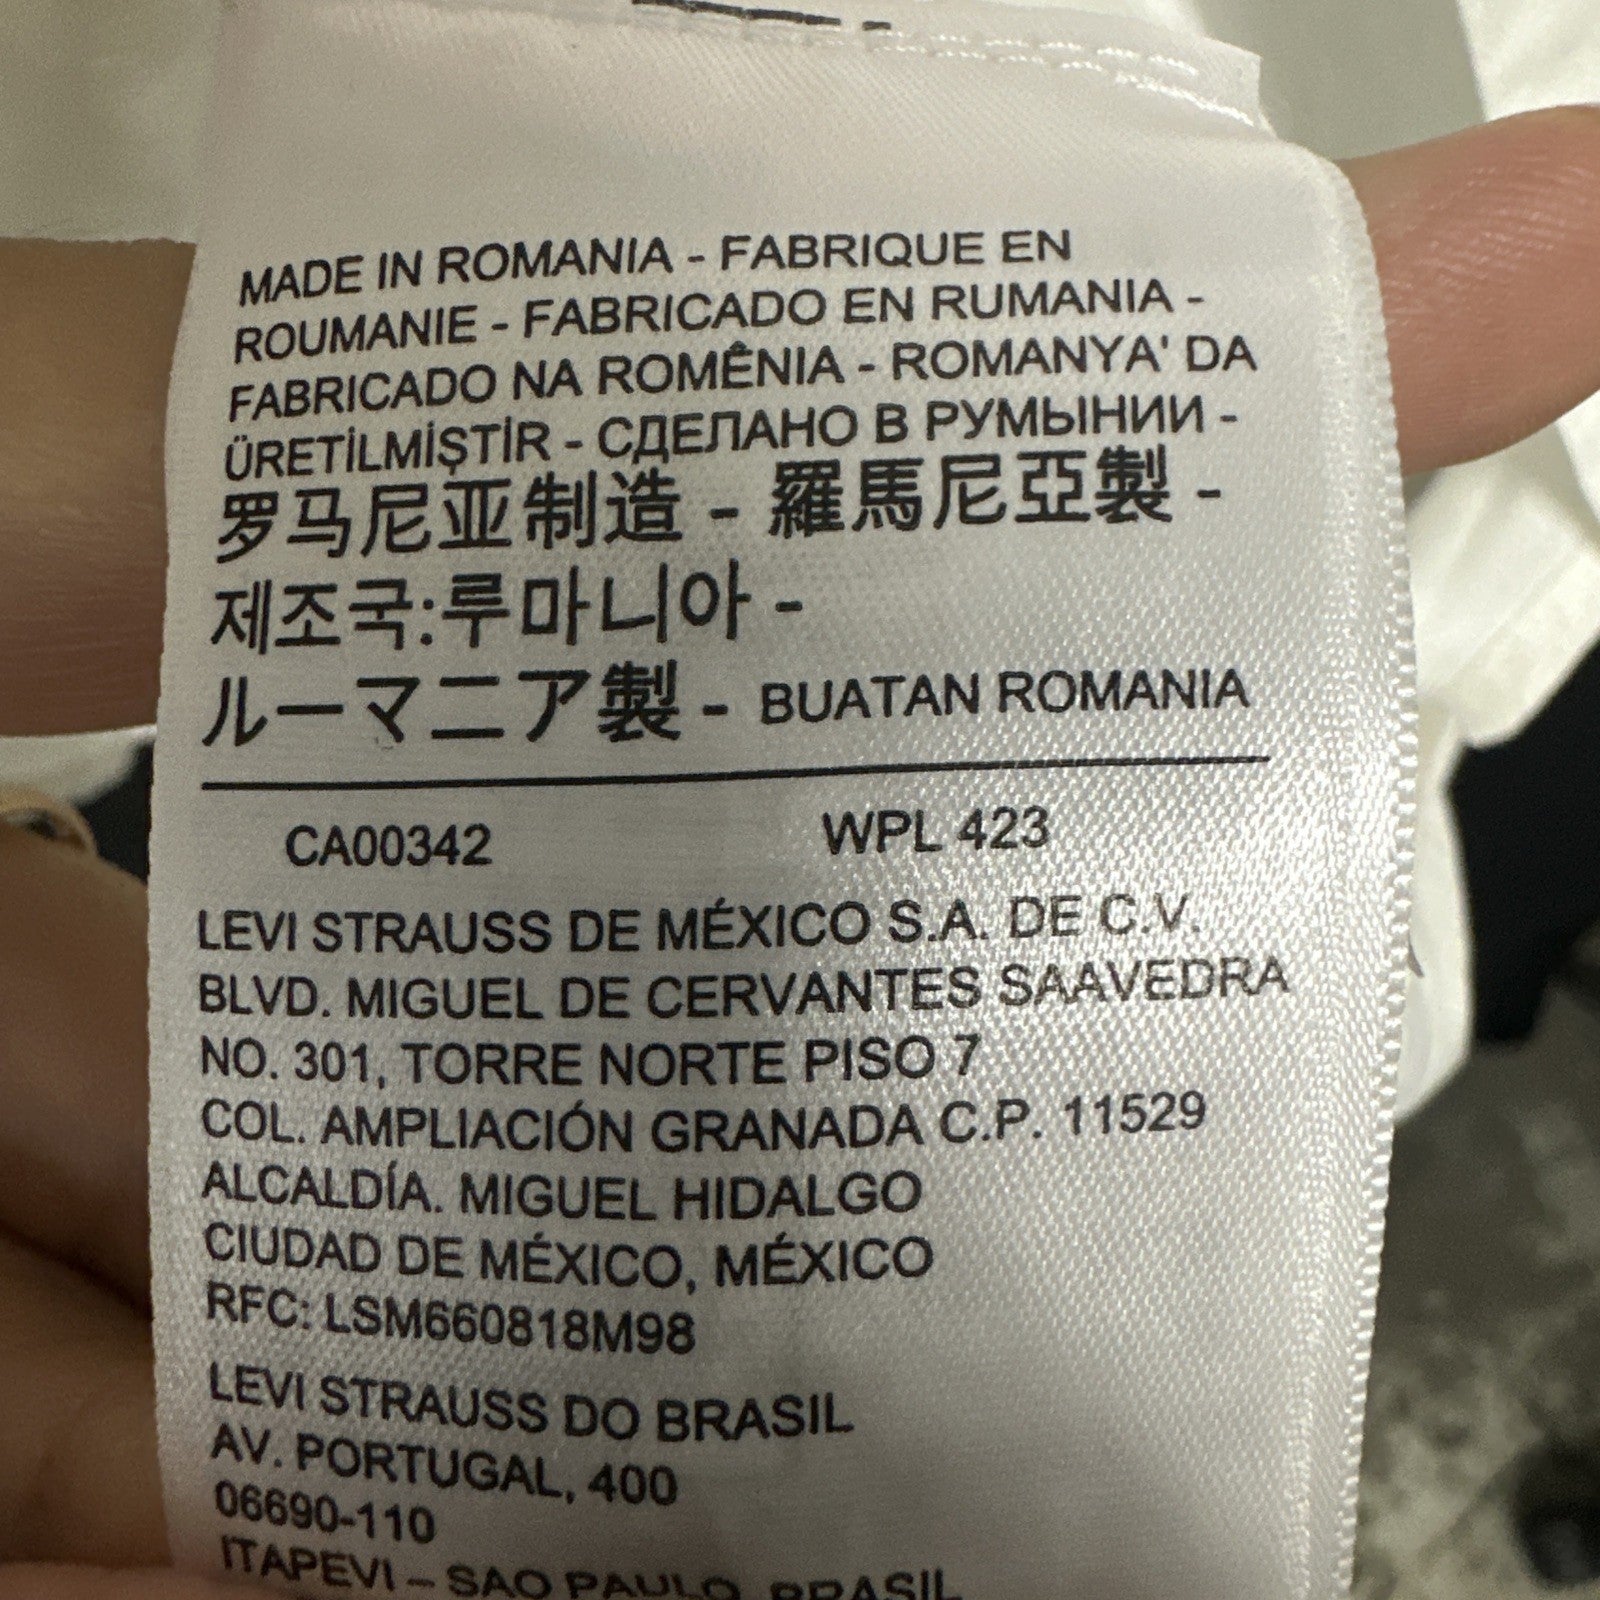 MADE IN ROMANIA - FABRIQUE EN
ROUMANIE - FABRICADO EN RUMANIA -
FABRICADO NA ROMÊNIA - ROMANYA' DA
ÜRETİLMİŞTİR - СДЕЛАНО В РУМЫНИИ -
罗马尼亚制造 - 羅馬尼亞製 -
제조국:루마니아 -
ルーマニア製 - BUATAN ROMANIA
CA00342 WPL 423
LEVI STRAUSS DE MÉXICO S.A. DE C.V.
BLVD. MIGUEL DE CERVANTES SAAVEDRA
NO. 301, TORRE NORTE PISO 7
COL. AMPLIACIÓN GRANADA C.P. 11529
ALCALDÍA. MIGUEL HIDALGO
CIUDAD DE MÉXICO, MÉXICO
RFC: LSM660818M98
LEVI STRAUSS DO BRASIL
AV. PORTUGAL, 400
06690-110
ITAPEVI – SAO PAULO, BRASIL